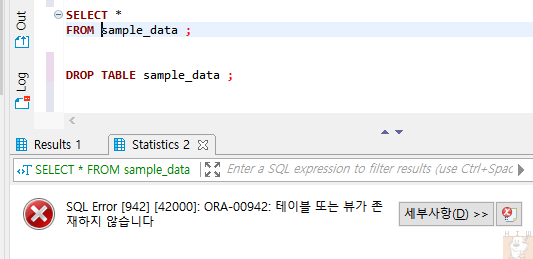 Out
Log
SELECT *
FROM sample_data ;
DROP TABLE sample_data ;
Results 1
Statistics 2
SELECT * FROM sample_data
Enter a SQL expression to filter results (use Ctrl+Spac
SQL Error [942] [42000]: ORA-00942: 테이블 또는 뷰가 존
재하지 않습니다
세부사항(D) >>